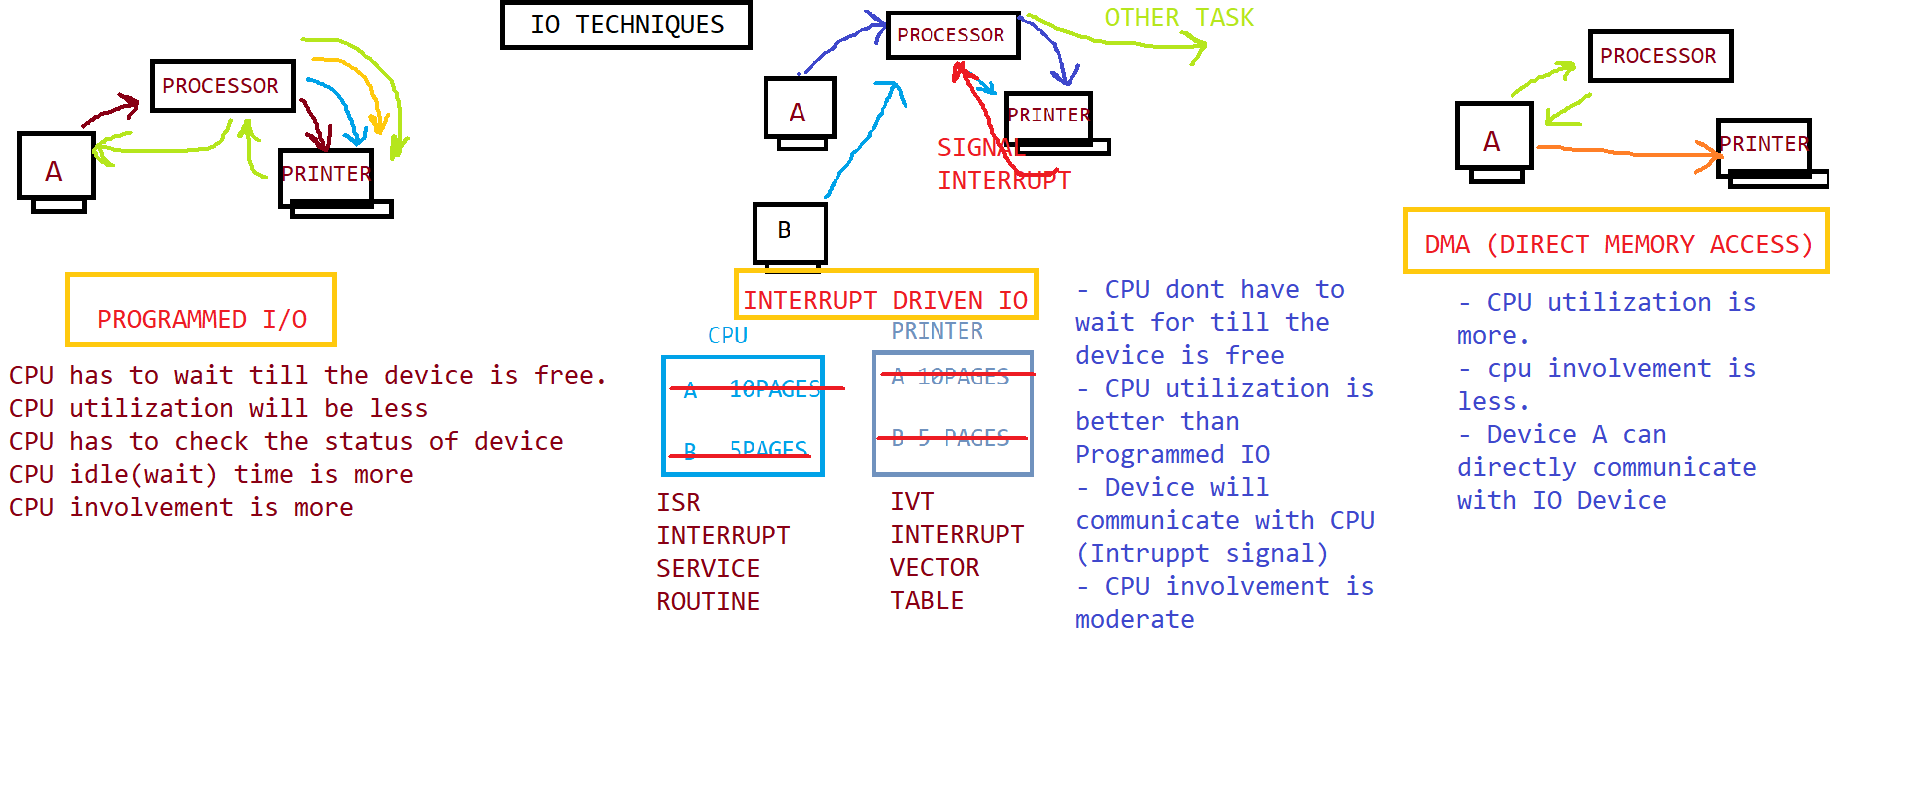 IO TECHNIQUES
PROCESSOR
A
PRINTER
PROGRAMMED I/O
CPU has to wait till the device is free.
CPU utilization will be less
CPU has to check the status of device
CPU idle(wait) time is more
CPU involvement is more
PROCESSOR
OTHER TASK
A
PRINTER
SIGNAL
INTERRUPT
B
INTERRUPT DRIVEN IO
CPU
A 10PAGES
B 5PAGES
PRINTER
A 10PAGES
B 5 PAGES
ISR
INTERRUPT
SERVICE
ROUTINE
IVT
INTERRUPT
VECTOR
TABLE
- CPU dont have to
wait for till the
device is free
- CPU utilization is
better than
Programmed IO
- Device will
communicate with CPU
(Intruppt signal)
- CPU involvement is
moderate
PROCESSOR
A
PRINTER
DMA (DIRECT MEMORY ACCESS)
- CPU utilization is
more.
- cpu involvement is
less.
- Device A can
directly communicate
with IO Device